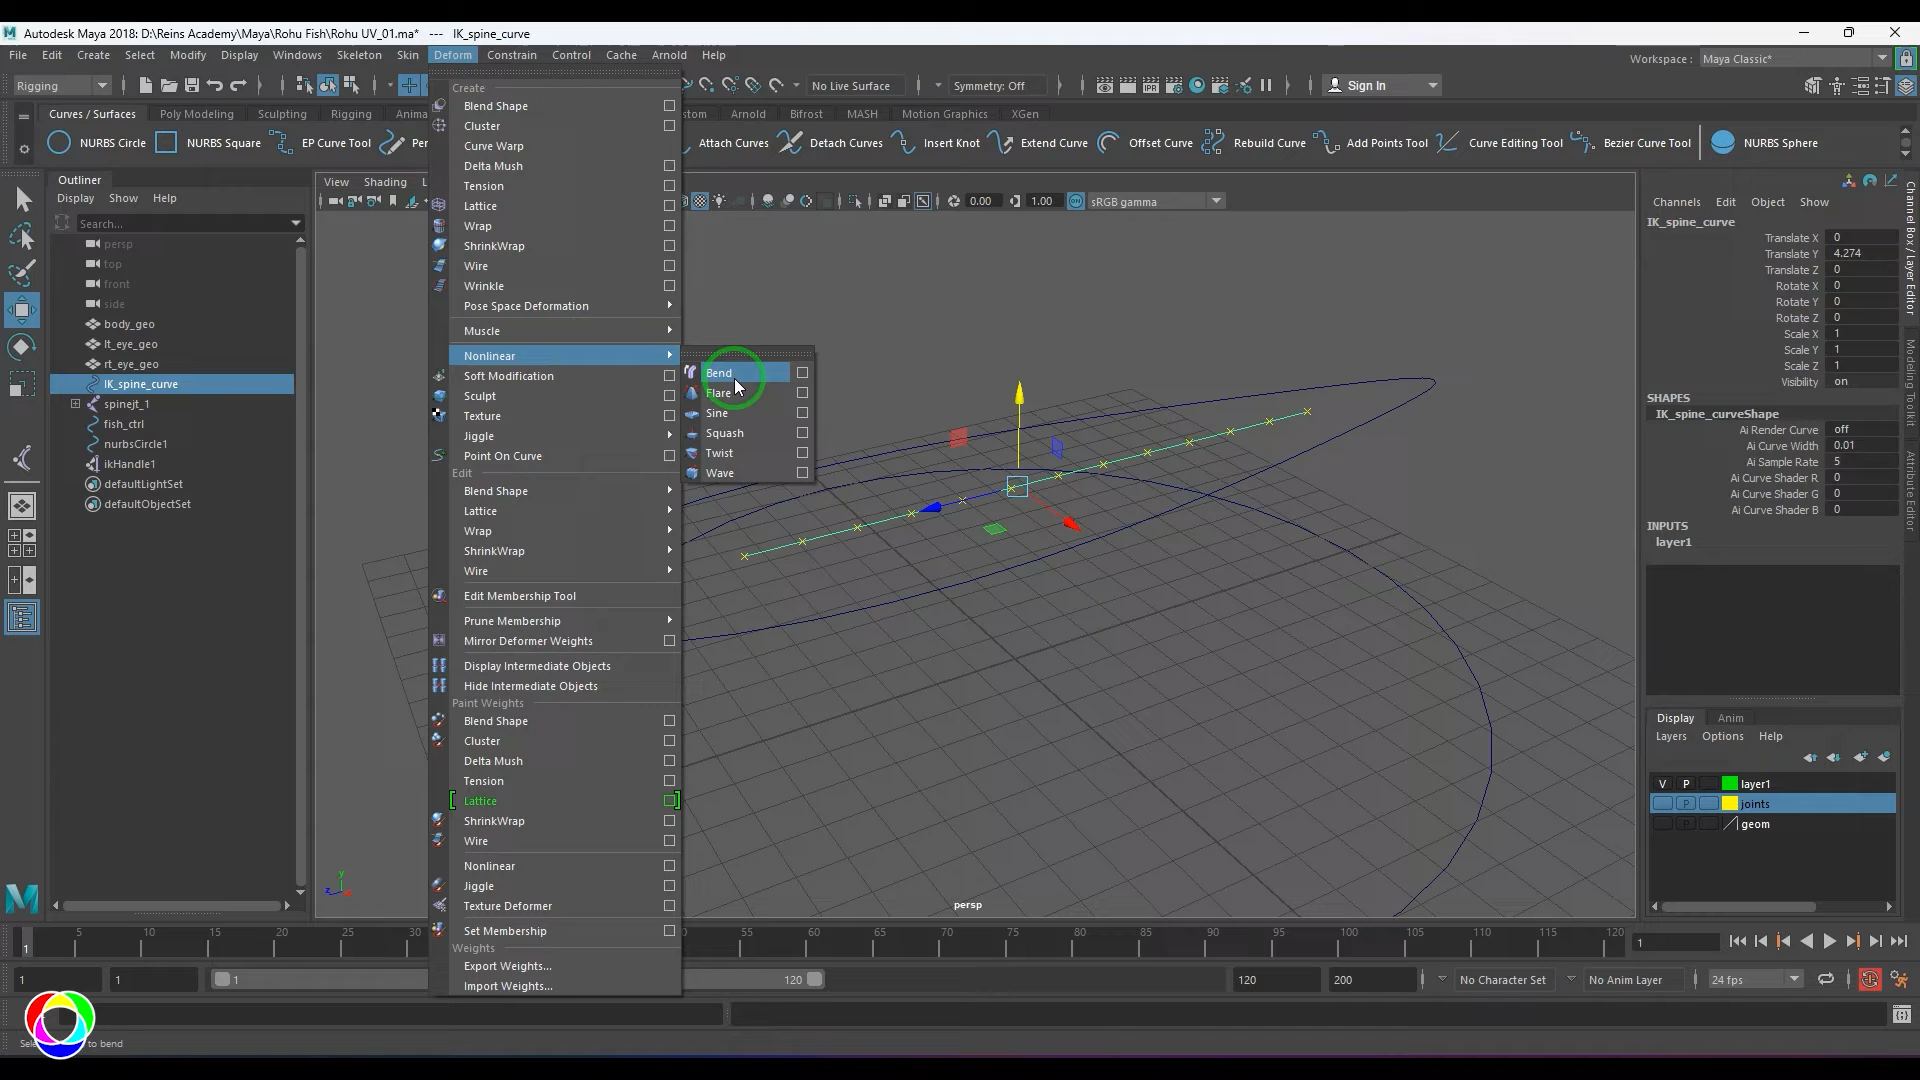 Autodesk Maya 2018: D:\Reins Academy\Maya\Rohu Fish\Rohu UV_01.ma* --- IK_spine_curve
File Edit Create Select Modify Display Windows Skeleton Skin Deform Constrain Control Cache Arnold Help
Workspace : Maya Classic*
Rigging
No Live Surface
Symmetry: Off
Sign In
Curves / Surfaces Poly Modeling Sculpting Rigging
Arnold Bifrost MASH Motion Graphics XGen
NURBS Circle NURBS Square EP Curve Tool
Attach Curves Detach Curves Insert Knot Extend Curve Offset Curve Rebuild Curve Add Points Tool Curve Editing Tool Bezier Curve Tool NURBS Sphere
Outliner
Display Show Help
Search...
persp
top
front
side
body_geo
lt_eye_geo
rt_eye_geo
IK_spine_curve
spinejt_1
fish_ctrl
nurbsCircle1
ikHandle1
defaultLightSet
defaultObjectSet
View Shading
0.00 1.00 sRGB gamma
Create
Blend Shape
Cluster
Curve Warp
Delta Mush
Tension
Lattice
Wrap
ShrinkWrap
Wire
Wrinkle
Pose Space Deformation
Muscle
Nonlinear
Soft Modification
Sculpt
Texture
Jiggle
Point On Curve
Edit
Blend Shape
Lattice
Wrap
ShrinkWrap
Wire
Edit Membership Tool
Prune Membership
Mirror Deformer Weights
Display Intermediate Objects
Hide Intermediate Objects
Paint Weights
Blend Shape
Cluster
Delta Mush
Tension
Lattice
ShrinkWrap
Wire
Nonlinear
Jiggle
Texture Deformer
Set Membership
Weights
Export Weights...
Import Weights...
Bend
Flare
Sine
Squash
Twist
Wave
persp
y
z
Channels Edit Object Show
IK_spine_curve
Translate X 0
Translate Y 4.274
Translate Z 0
Rotate X 0
Rotate Y 0
Rotate Z 0
Scale X 1
Scale Y 1
Scale Z 1
Visibility on
SHAPES
IK_spine_curveShape
Ai Render Curve off
Ai Curve Width 0.01
Ai Sample Rate 5
Ai Curve Shader R 0
Ai Curve Shader G 0
Ai Curve Shader B 0
INPUTS
layer1
Channel Box / Layer Editor
Modeling Toolkit
Attribute Editor
Display Anim
Layers Options Help
V P layer1
P joints
P geom
5 10 15 20 25 30 55 60 65 70 75 80 85 90 95 100 105 110 115 120
1 1
1 1 1 120 120 200 No Character Set No Anim Layer 24 fps
to bend